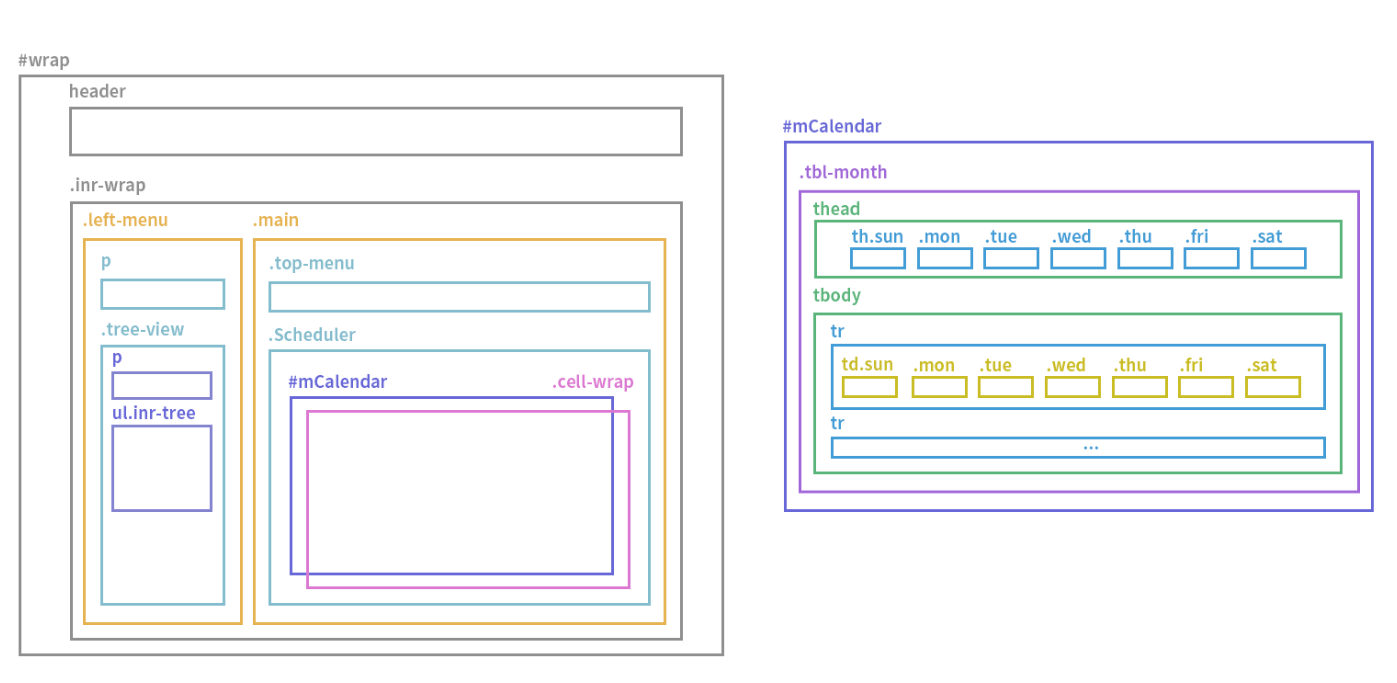 #wrap
header
.inr-wrap
.left-menu
p
.tree-view
p
ul.inr-tree
.main
.top-menu
.Scheduler
#mCalendar .cell-wrap
#mCalendar
.tbl-month
thead
th.sun .mon .tue .wed .thu .fri .sat
tbody
tr
td.sun .mon .tue .wed .thu .fri .sat
tr
...